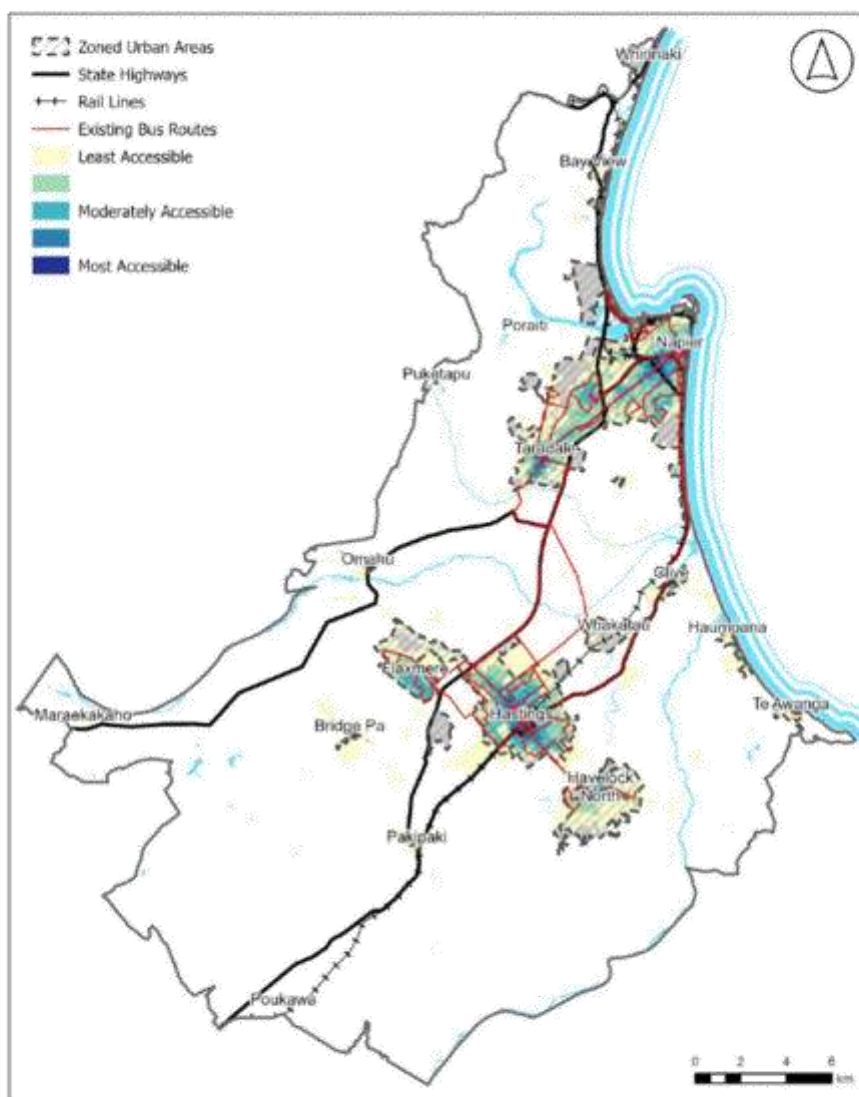 Zoned Urban Areas
State Highways
Rail Lines
Existing Bus Routes
Least Accessible
Moderately Accessible
Most Accessible
Whirinaki
Bay View
Poraiti
Napier
Puketapu
Taradale
Omahu
Clive
Whakatu
Haumoana
Flaxmere
Maraekakaho
Hastings
Te Awanga
Bridge Pa
Havelock
North
Pakipaki
Poukawa
0 2 4 6
km